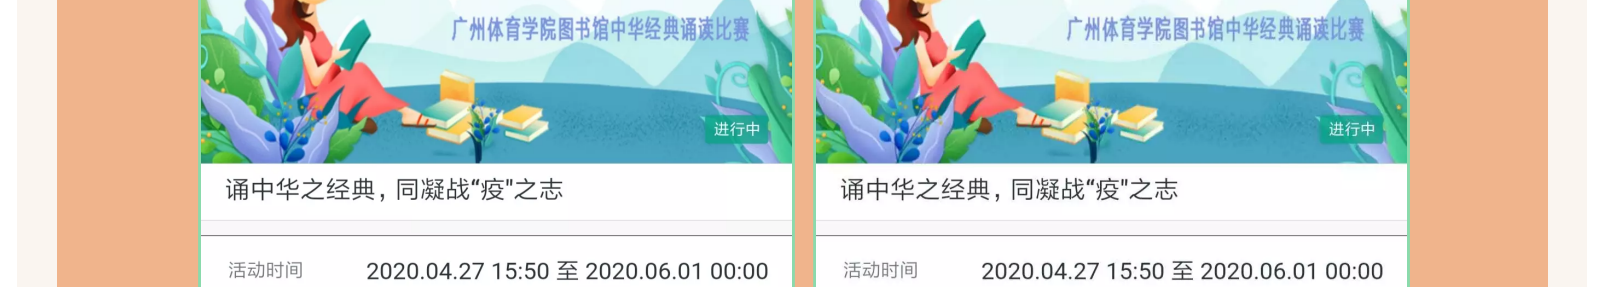 广州体育学院图书馆中华经典诵读比赛
进行中
诵中华之经典，同凝战“疫"之志
活动时间 2020.04.27 15:50 至 2020.06.01 00:00
广州体育学院图书馆中华经典诵读比赛
进行中
诵中华之经典，同凝战“疫"之志
活动时间 2020.04.27 15:50 至 2020.06.01 00:00